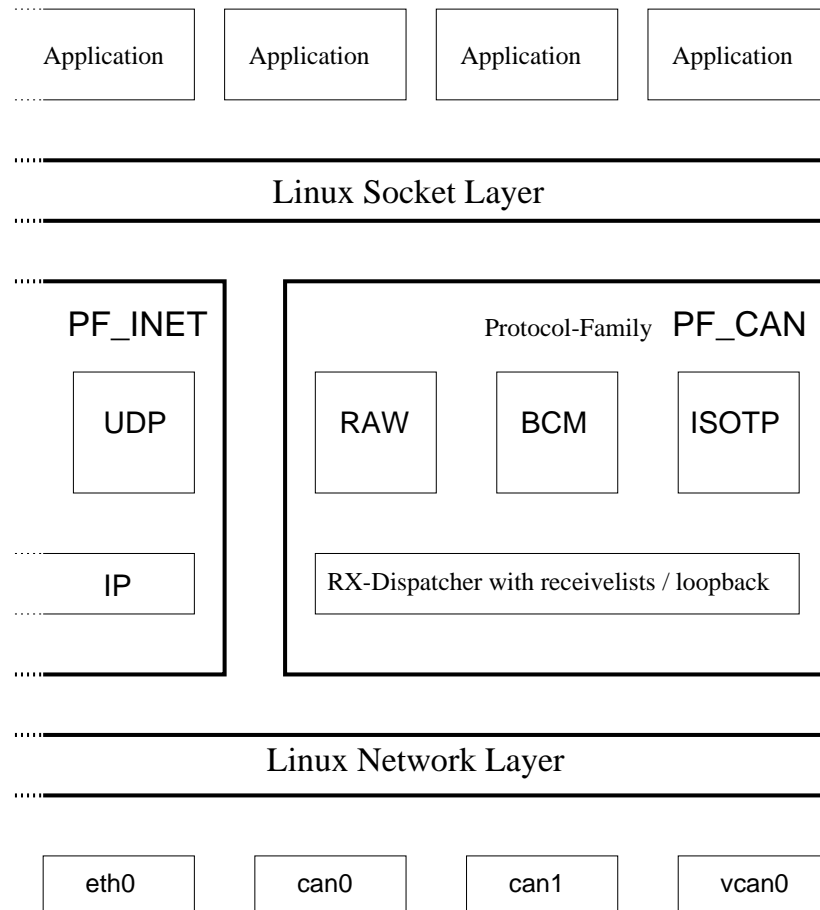 Application Application Application Application
Linux Socket Layer
PF_INET Protocol-Family PF_CAN
UDP RAW BCM ISOTP
IP RX-Dispatcher with receivelists / loopback
Linux Network Layer
eth0 can0 can1 vcan0